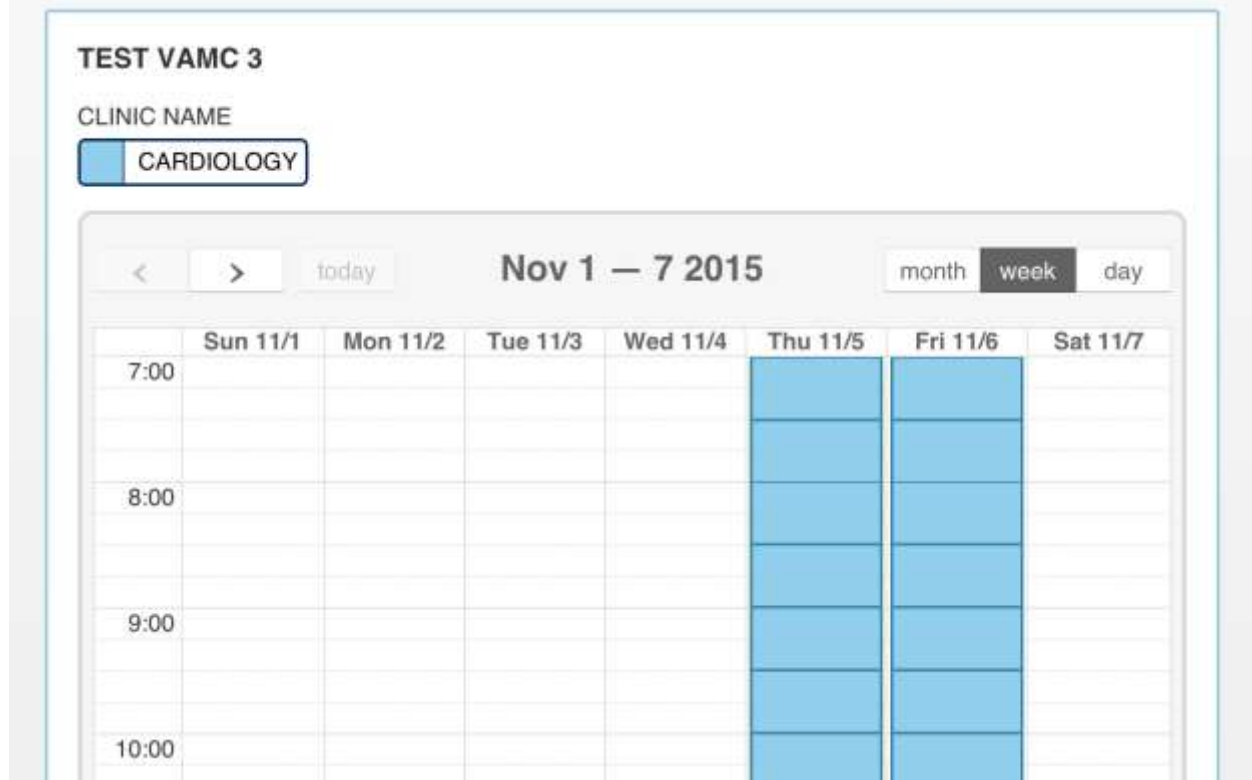 TEST VAMC 3
CLINIC NAME
CARDIOLOGY
< > today Nov 1 — 7 2015 month week day
Sun 11/1 Mon 11/2 Tue 11/3 Wed 11/4 Thu 11/5 Fri 11/6 Sat 11/7
7:00
8:00
9:00
10:00